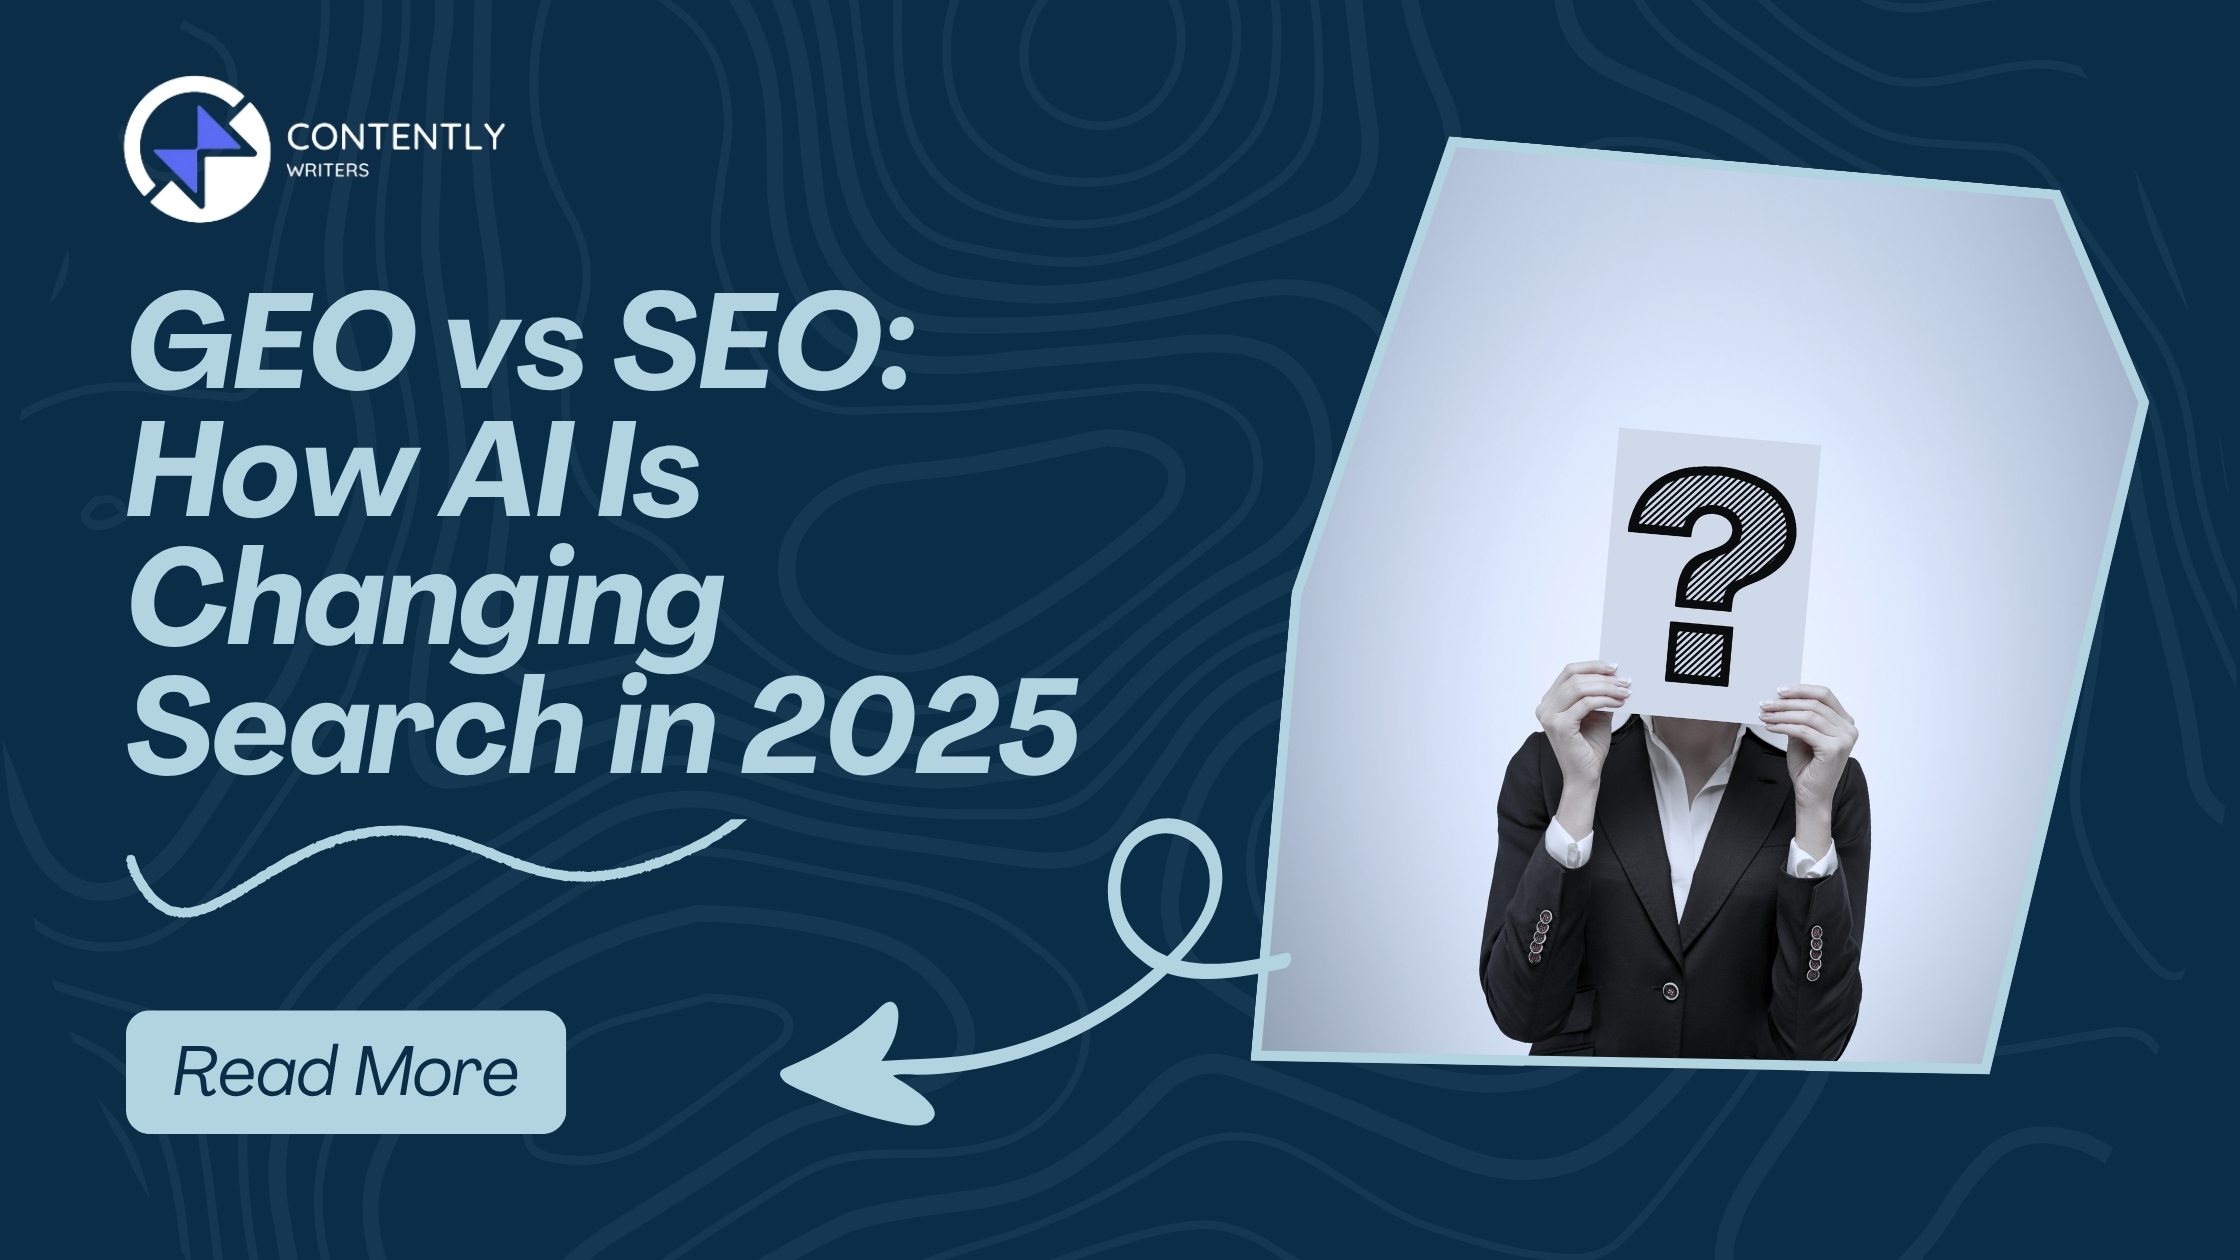 CONTENTLY
WRITERS
GEO vs SEO:
How AI Is
Changing
Search in 2025
?
Read More